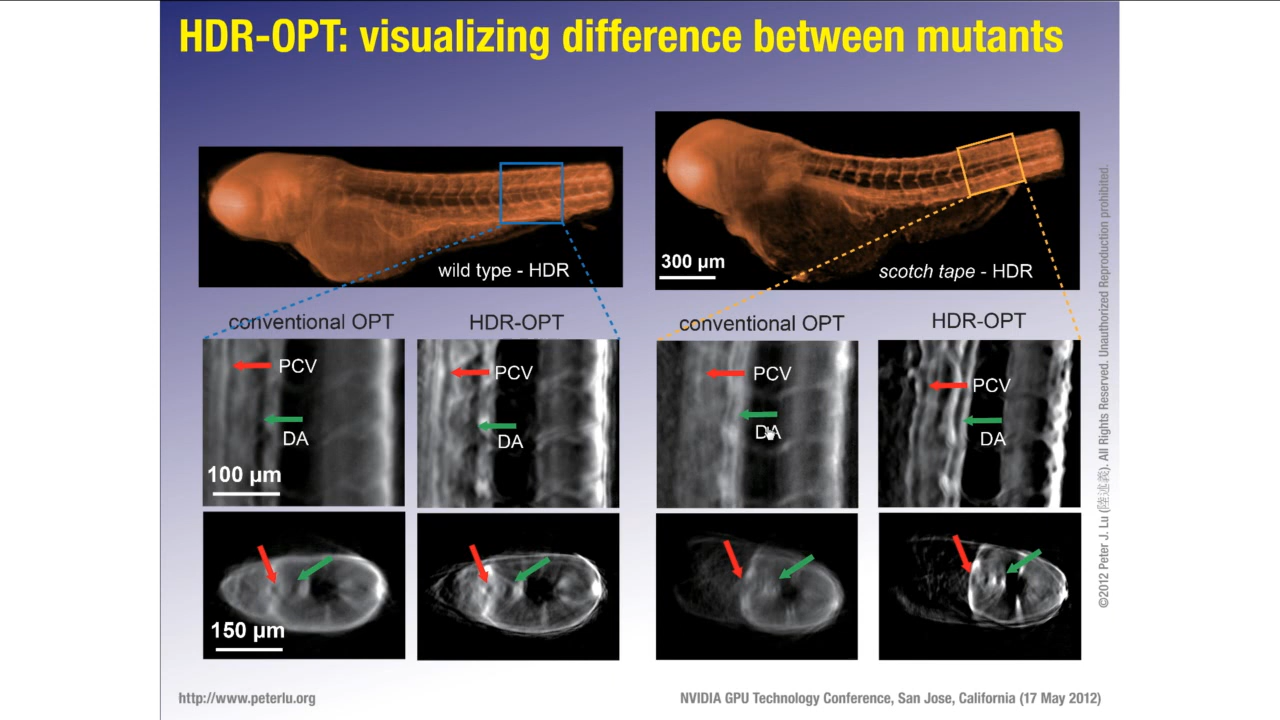 HDR-OPT: visualizing difference between mutants
wild type - HDR
300 µm
scotch tape - HDR
conventional OPT
HDR-OPT
conventional OPT
HDR-OPT
PCV
DA
100 µm
PCV
DA
PCV
DA
PCV
DA
150 µm
©2012 Peter J. Lu (陸述義). All Rights Reserved. Unauthorized Reproduction prohibited.
http://www.peterlu.org
NVIDIA GPU Technology Conference, San Jose, California (17 May 2012)